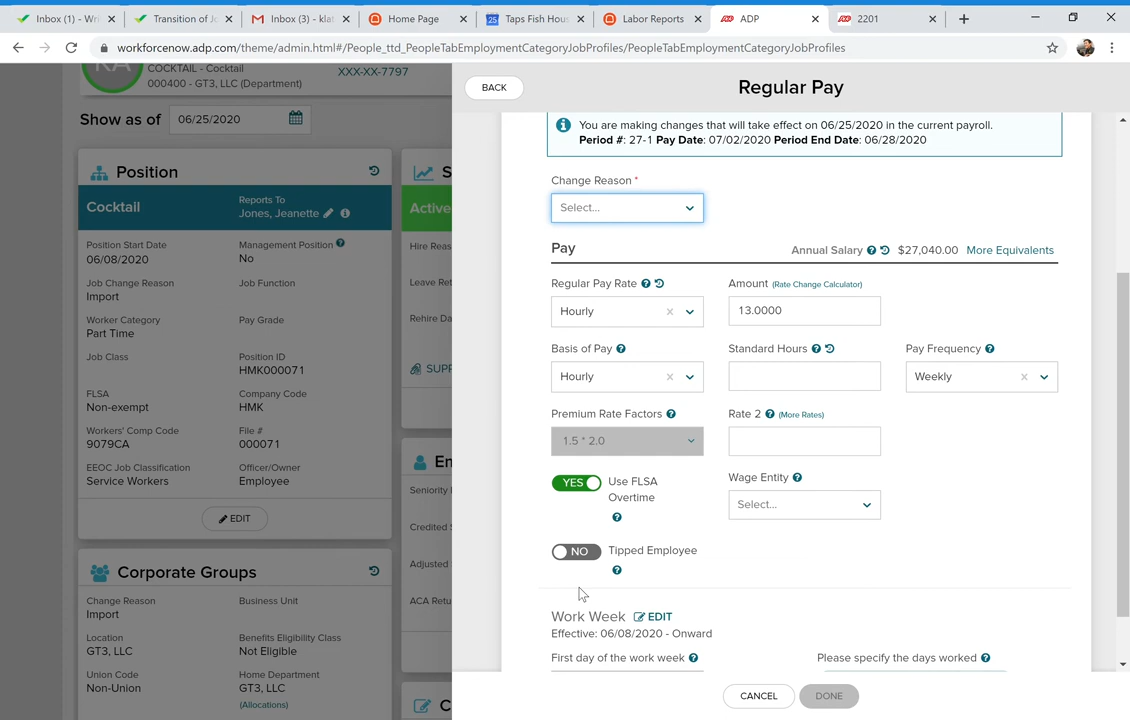 Inbox (1) - Wri
Transition of Jo
Inbox (3) - klat
Home Page
Taps Fish Hous
Labor Reports
ADP
2201
workforcenow.adp.com/theme/admin.html#/People_ttd_PeopleTabEmploymentCategoryJobProfiles/PeopleTabEmploymentCategoryJobProfiles
COCKTAIL - Cocktail
000400 - GT3, LLC (Department)
XXX-XX-7797
Show as of 06/25/2020
Position
Cocktail
Reports To
Jones, Jeanette
Position Start Date
06/08/2020
Management Position
No
Job Change Reason
Import
Job Function
Worker Category
Part Time
Pay Grade
Job Class
Position ID
HMK000071
FLSA
Non-exempt
Company Code
HMK
Workers' Comp Code
9079CA
File #
000071
EEOC Job Classification
Service Workers
Officer/Owner
Employee
EDIT
Corporate Groups
Change Reason
Import
Business Unit
Location
GT3, LLC
Benefits Eligibility Class
Not Eligible
Union Code
Non-Union
Home Department
GT3, LLC
(Allocations)
S
Active
Hire Reas
Leave Ret
Rehire Da
SUPP
En
Seniority
Credited S
Adjusted
ACA Retu
C
BACK
Regular Pay
You are making changes that will take effect on 06/25/2020 in the current payroll.
Period #: 27-1 Pay Date: 07/02/2020 Period End Date: 06/28/2020
Change Reason *
Select...
Pay
Annual Salary $27,040.00 More Equivalents
Regular Pay Rate
Hourly
Amount (Rate Change Calculator)
13.0000
Basis of Pay
Hourly
Standard Hours
Pay Frequency
Weekly
Premium Rate Factors
1.5 * 2.0
Rate 2 (More Rates)
YES Use FLSA
Overtime
Wage Entity
Select...
NO Tipped Employee
Work Week EDIT
Effective: 06/08/2020 - Onward
First day of the work week
Please specify the days worked
CANCEL
DONE